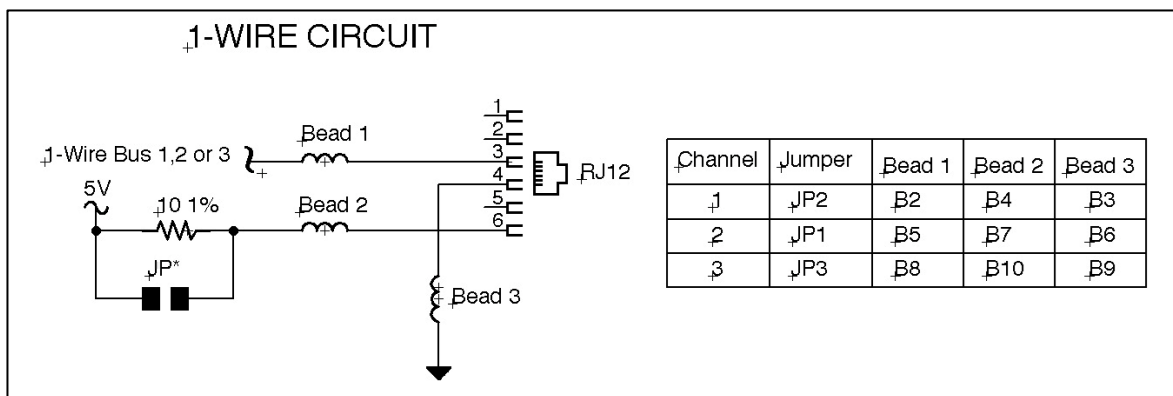 1-WIRE CIRCUIT
1
2
Bead 1
3
1-Wire Bus 1,2 or 3
4
RJ12
5V
10 1%
Bead 2
5
6
JP*
Bead 3
Channel Jumper Bead 1 Bead 2 Bead 3
1 JP2 B2 B4 B3
2 JP1 B5 B7 B6
3 JP3 B8 B10 B9